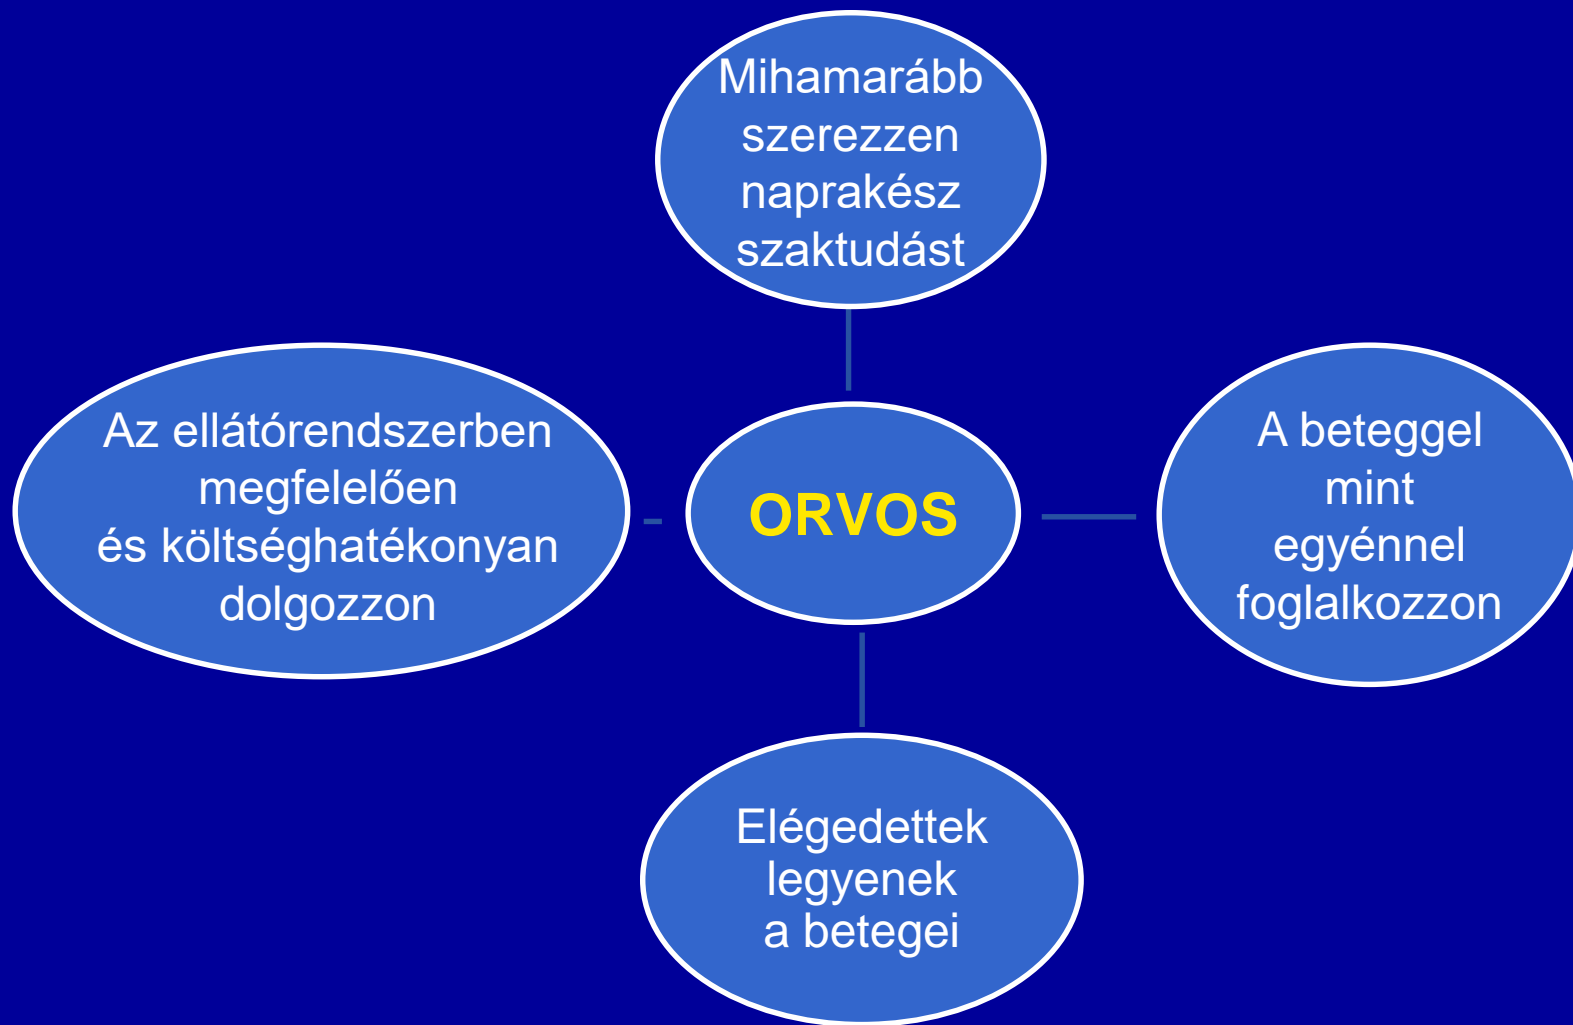 Mihamarább
szerezzen
naprakész
szaktudást
Az ellátórendszerben
megfelelően
és költséghatékonyan
dolgozzon
ORVOS
A beteggel
mint
egyénnel
foglalkozzon
Elégedettek
legyenek
a betegei